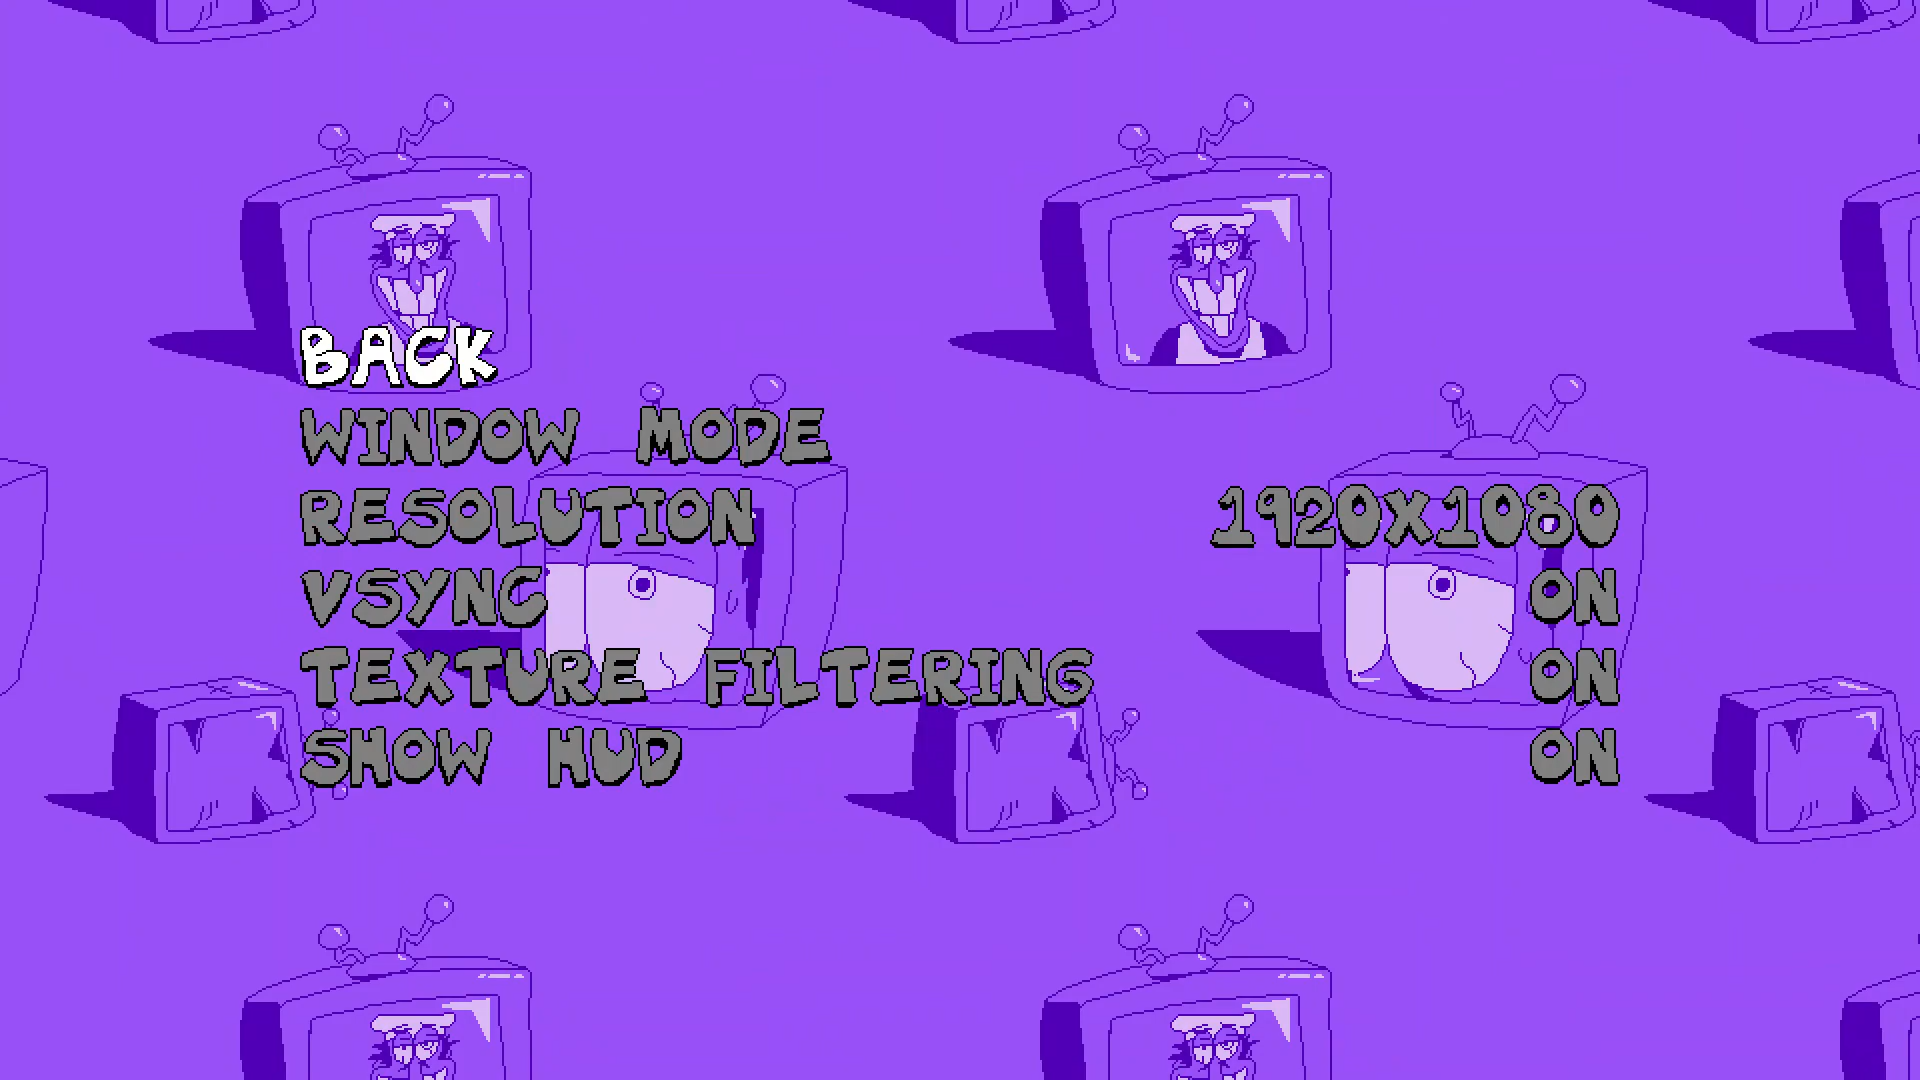 BACK
WINDOW MODE
RESOLUTION 1920X1080
VSYNC ON
TEXTURE FILTERING ON
SHOW HUD ON